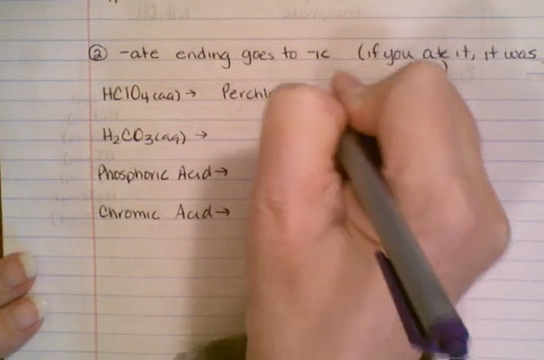 ② -ate ending goes to -ic (if you ate it, it was
HClO4(aq) → Perchl
H2CO3(aq) →
Phosphoric Acid →
Chromic Acid →